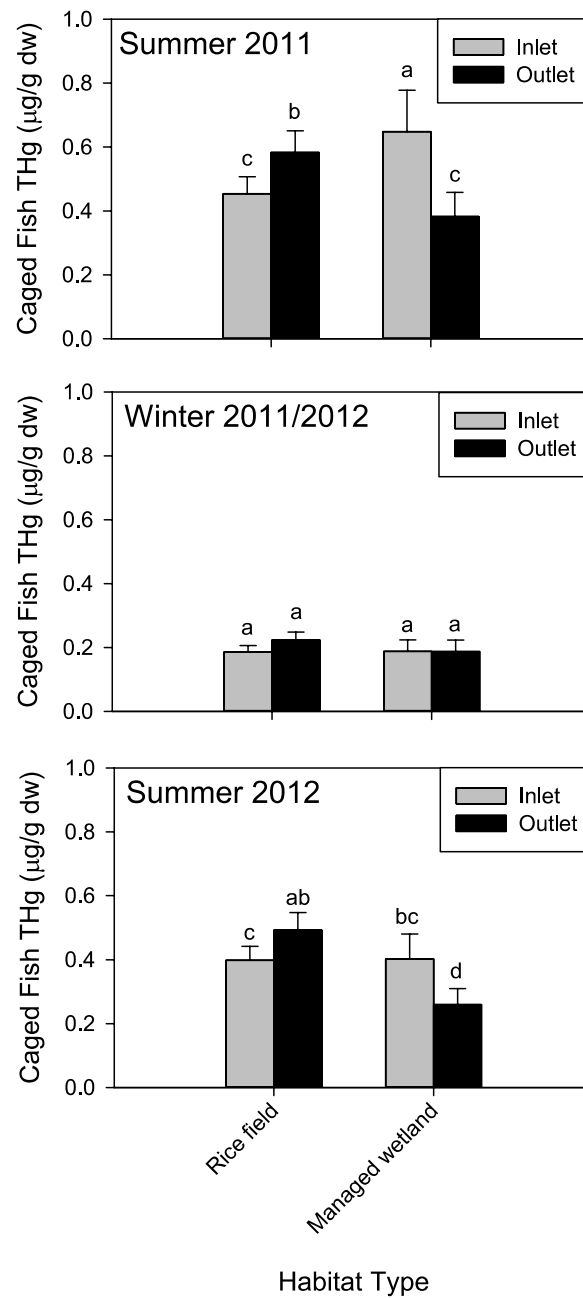 Summer 2011
Inlet
Outlet
Caged Fish THg (μg/g dw)
1.0
0.8
0.6
0.4
0.2
0.0
c
b
a
c
Winter 2011/2012
Inlet
Outlet
Caged Fish THg (μg/g dw)
1.0
0.8
0.6
0.4
0.2
0.0
a
a
a
a
Summer 2012
Inlet
Outlet
Caged Fish THg (μg/g dw)
1.0
0.8
0.6
0.4
0.2
0.0
c
ab
bc
d
Rice field
Managed wetland
Habitat Type